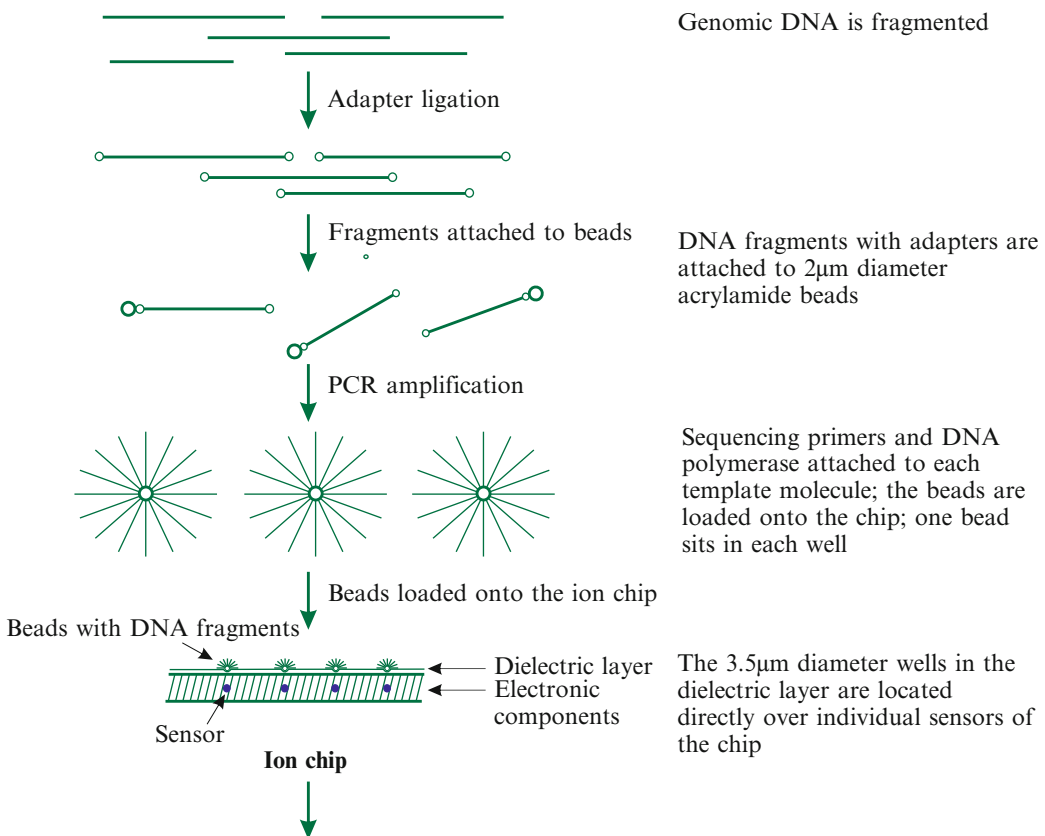 Genomic DNA is fragmented
Adapter ligation
Fragments attached to beads
DNA fragments with adapters are
attached to 2μm diameter
acrylamide beads
PCR amplification
Sequencing primers and DNA
polymerase attached to each
template molecule; the beads are
loaded onto the chip; one bead
sits in each well
Beads loaded onto the ion chip
Beads with DNA fragments
Dielectric layer
Electronic
components
Sensor
The 3.5μm diameter wells in the
dielectric layer are located
directly over individual sensors of
the chip
Ion chip